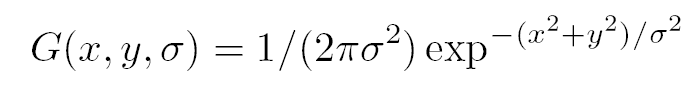 G(x, y, σ) = 1/(2πσ²) exp^{−(x²+y²)/σ²}